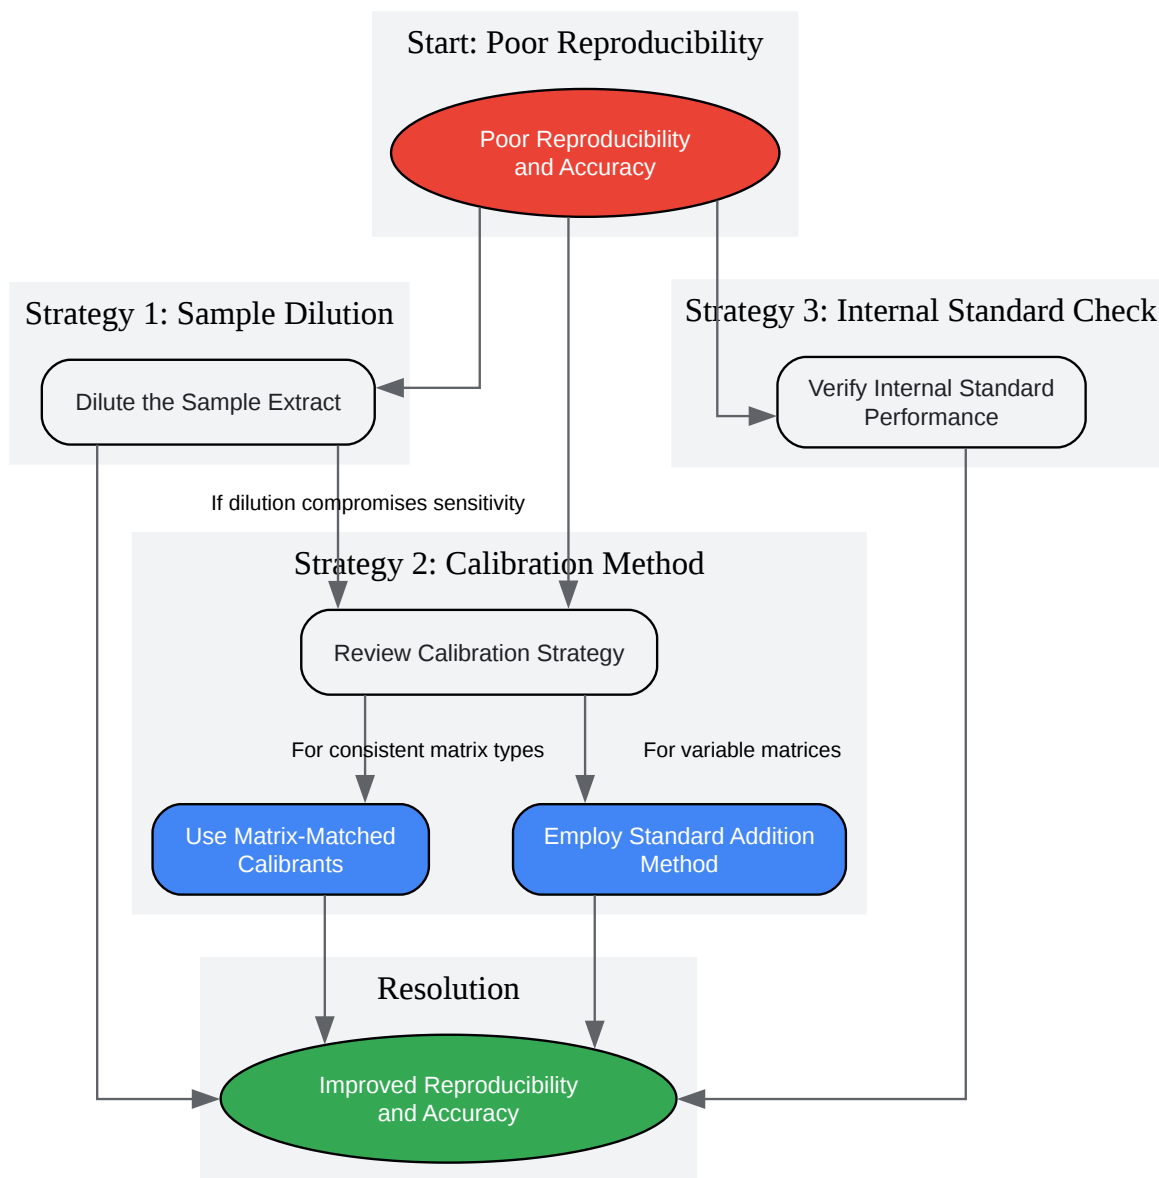 Start: Poor Reproducibility
Poor Reproducibility
and Accuracy
Strategy 1: Sample Dilution
Dilute the Sample Extract
Strategy 3: Internal Standard Check
Verify Internal Standard
Performance
If dilution compromises sensitivity
Strategy 2: Calibration Method
Review Calibration Strategy
For consistent matrix types
For variable matrices
Use Matrix-Matched
Calibrants
Employ Standard Addition
Method
Resolution
Improved Reproducibility
and Accuracy